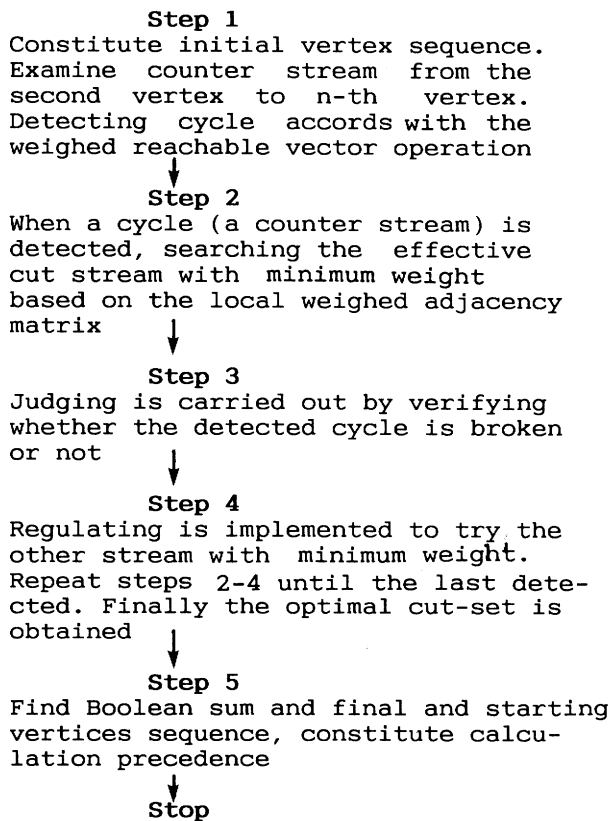 Step 1
Constitute initial vertex sequence.
Examine counter stream from the
second vertex to n-th vertex.
Detecting cycle accords with the
weighed reachable vector operation
Step 2
When a cycle (a counter stream) is
detected, searching the effective
cut stream with minimum weight
based on the local weighed adjacency
matrix
Step 3
Judging is carried out by verifying
whether the detected cycle is broken
or not
Step 4
Regulating is implemented to try the
other stream with minimum weight.
Repeat steps 2-4 until the last dete-
cted. Finally the optimal cut-set is
obtained
Step 5
Find Boolean sum and final and starting
vertices sequence, constitute calcu-
lation precedence
Stop